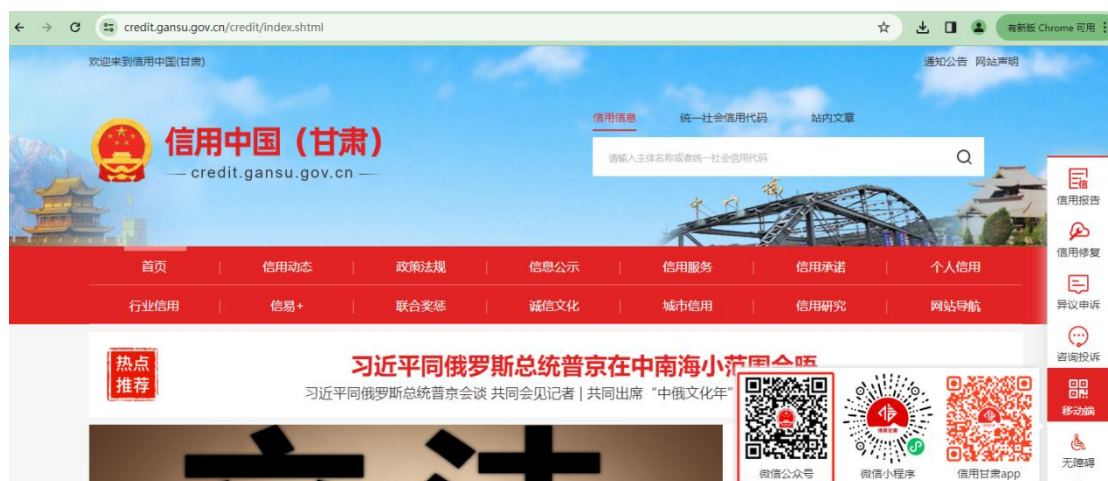 credit.gansu.gov.cn/credit/index.shtml
有新版 Chrome 可用
欢迎来到信用中国(甘肃)
通知公告 网站声明
信用信息 统一社会信用代码 站内文章
信用中国（甘肃）
credit.gansu.gov.cn
请输入主体名称或者统一社会信用代码
信用报告
信用修复
异议申诉
咨询投诉
移动端
无障碍
首页 信用动态 政策法规 信息公示 信用服务 信用承诺 个人信用
行业信用 信易+ 联合奖惩 诚信文化 城市信用 信用研究 网站导航
热点
推荐
习近平同俄罗斯总统普京在中南海小范围会晤
习近平同俄罗斯总统普京会谈 共同会见记者 | 共同出席“中俄文化年”
微信公众号 微信小程序 信用甘肃app